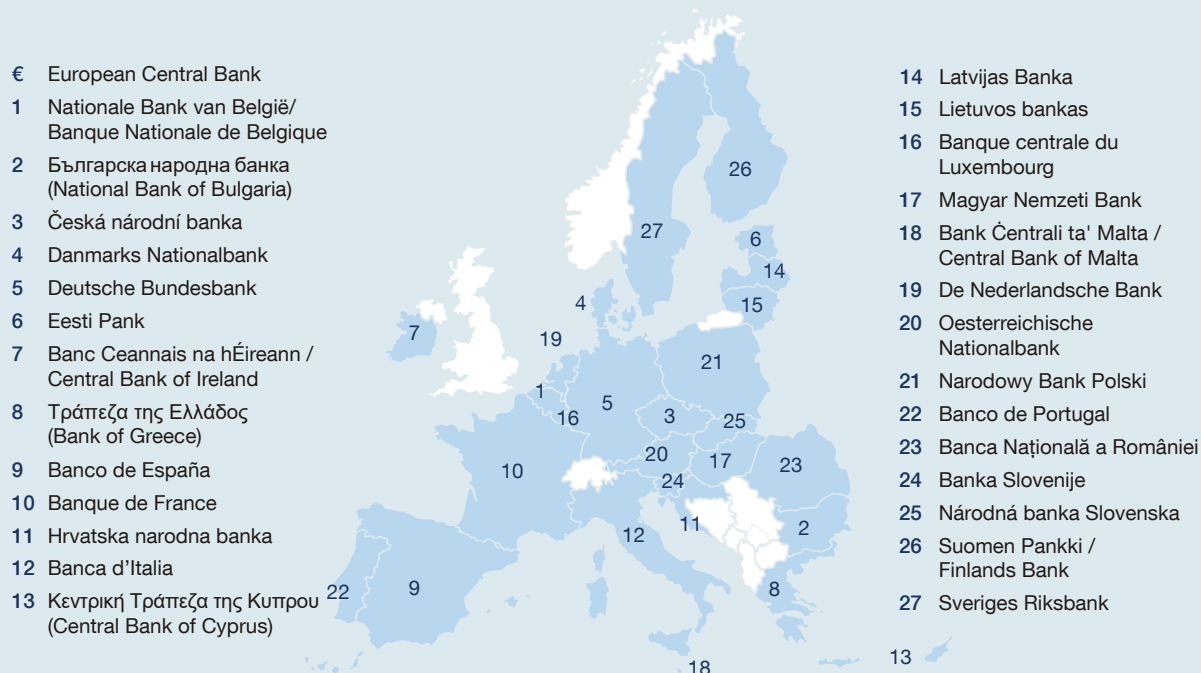 € European Central Bank
1 Nationale Bank van België/
Banque Nationale de Belgique
2 Българска народна банка
(National Bank of Bulgaria)
3 Česká národní banka
4 Danmarks Nationalbank
5 Deutsche Bundesbank
6 Eesti Pank
7 Banc Ceannais na hÉireann /
Central Bank of Ireland
8 Τράπεζα της Ελλάδος
(Bank of Greece)
9 Banco de España
10 Banque de France
11 Hrvatska narodna banka
12 Banca d’Italia
13 Κεντρική Τράπεζα της Κυπρου
(Central Bank of Cyprus)
26
27
6
14
15
4
7
19
21
1
5
16
3
25
20
17
10
23
24
11
2
12
22
9
8
18
13
14 Latvijas Banka
15 Lietuvos bankas
16 Banque centrale du
Luxembourg
17 Magyar Nemzeti Bank
18 Bank Ċentrali ta' Malta /
Central Bank of Malta
19 De Nederlandsche Bank
20 Oesterreichische
Nationalbank
21 Narodowy Bank Polski
22 Banco de Portugal
23 Banca Națională a României
24 Banka Slovenije
25 Národná banka Slovenska
26 Suomen Pankki /
Finlands Bank
27 Sveriges Riksbank